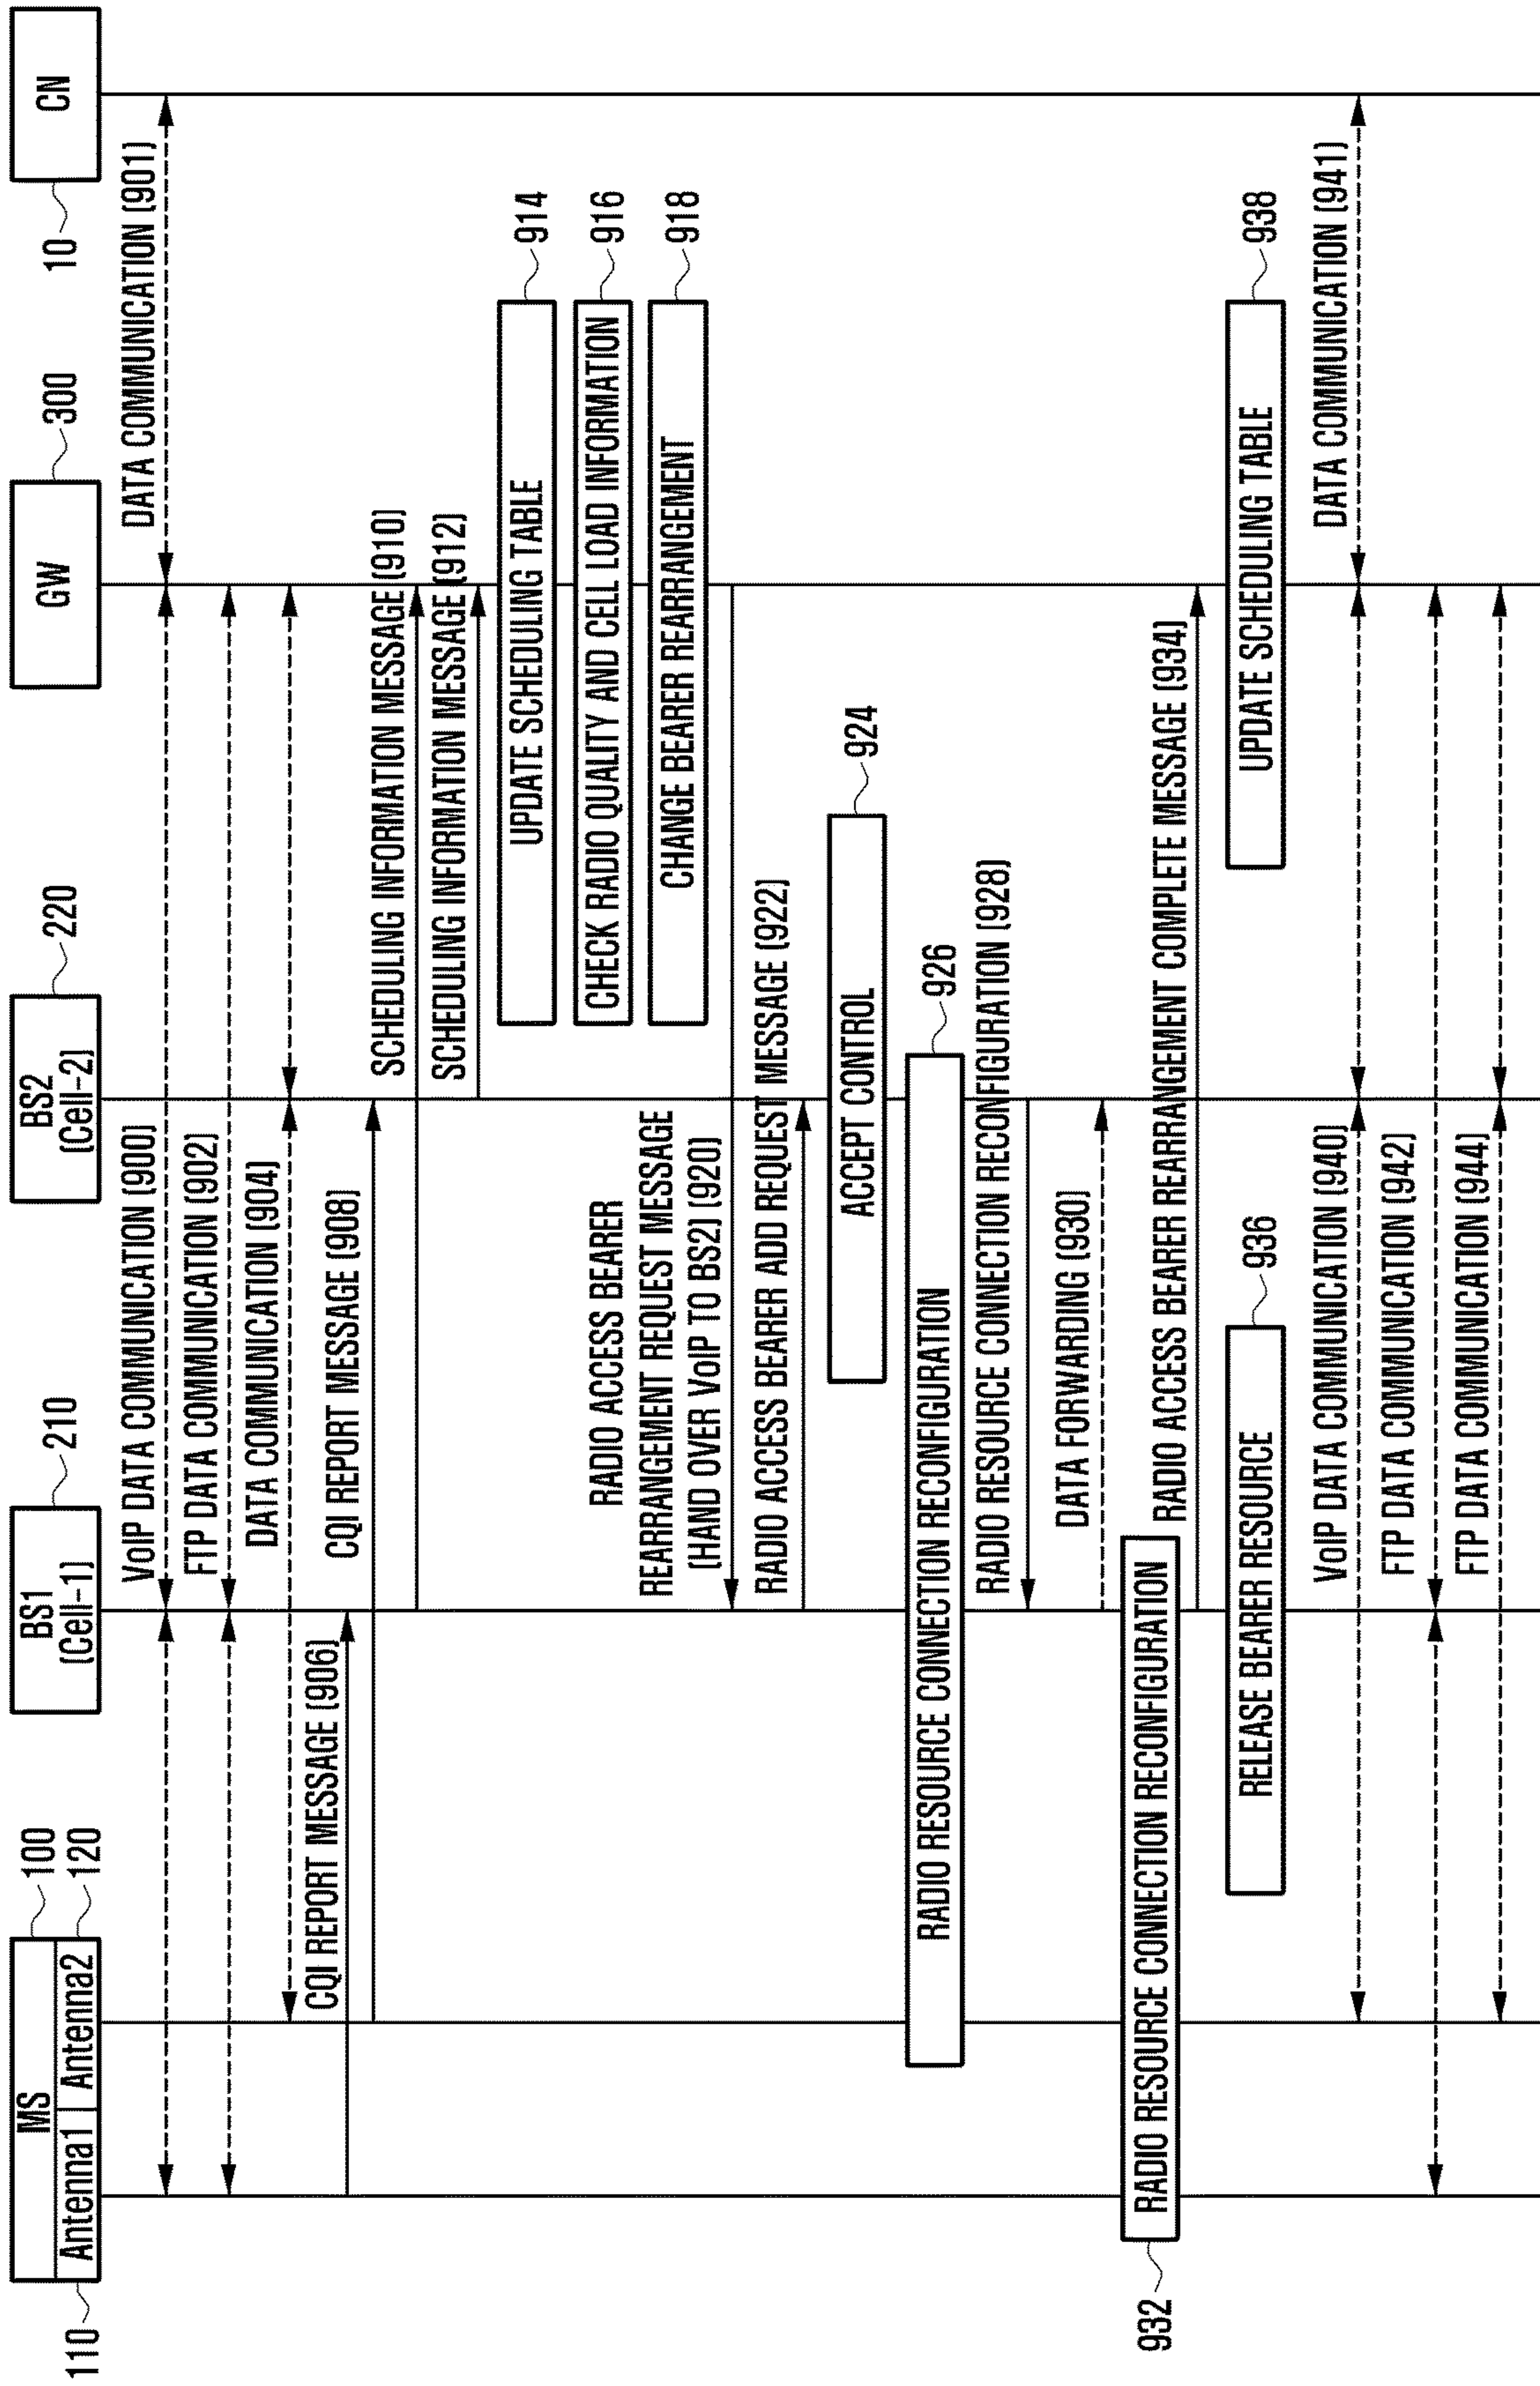 MS
100
Antenna1
Antenna2
110
120
BS1
(Cell-1)
210
BS2
(Cell-2)
220
GW
300
CN
10
VoIP DATA COMMUNICATION (900)
DATA COMMUNICATION (901)
FTP DATA COMMUNICATION (902)
DATA COMMUNICATION (904)
CQI REPORT MESSAGE (906)
CQI REPORT MESSAGE (908)
SCHEDULING INFORMATION MESSAGE (910)
SCHEDULING INFORMATION MESSAGE (912)
UPDATE SCHEDULING TABLE
914
CHECK RADIO QUALITY AND CELL LOAD INFORMATION
916
CHANGE BEARER REARRANGEMENT
918
RADIO ACCESS BEARER
REARRANGEMENT REQUEST MESSAGE
(HAND OVER VoIP TO BS2) (920)
RADIO ACCESS BEARER ADD REQUEST MESSAGE (922)
ACCEPT CONTROL
924
RADIO RESOURCE CONNECTION RECONFIGURATION
926
RADIO RESOURCE CONNECTION RECONFIGURATION (928)
DATA FORWARDING (930)
RADIO RESOURCE CONNECTION RECONFIGURATION
932
RADIO ACCESS BEARER REARRANGEMENT COMPLETE MESSAGE (934)
RELEASE BEARER RESOURCE
936
UPDATE SCHEDULING TABLE
938
VoIP DATA COMMUNICATION (940)
DATA COMMUNICATION (941)
FTP DATA COMMUNICATION (942)
FTP DATA COMMUNICATION (944)